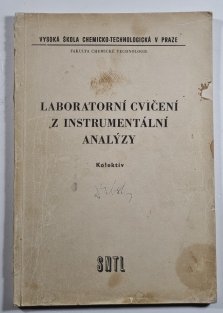 VYSOKÁ ŠKOLA CHEMICKO-TECHNOLOGICKÁ V PRAZE
FAKULTA CHEMICKÉ TECHNOLOGIE
LABORATORNÍ CVIČENÍ
Z INSTRUMENTÁLNÍ
ANALÝZY
Kolektiv
SNTL